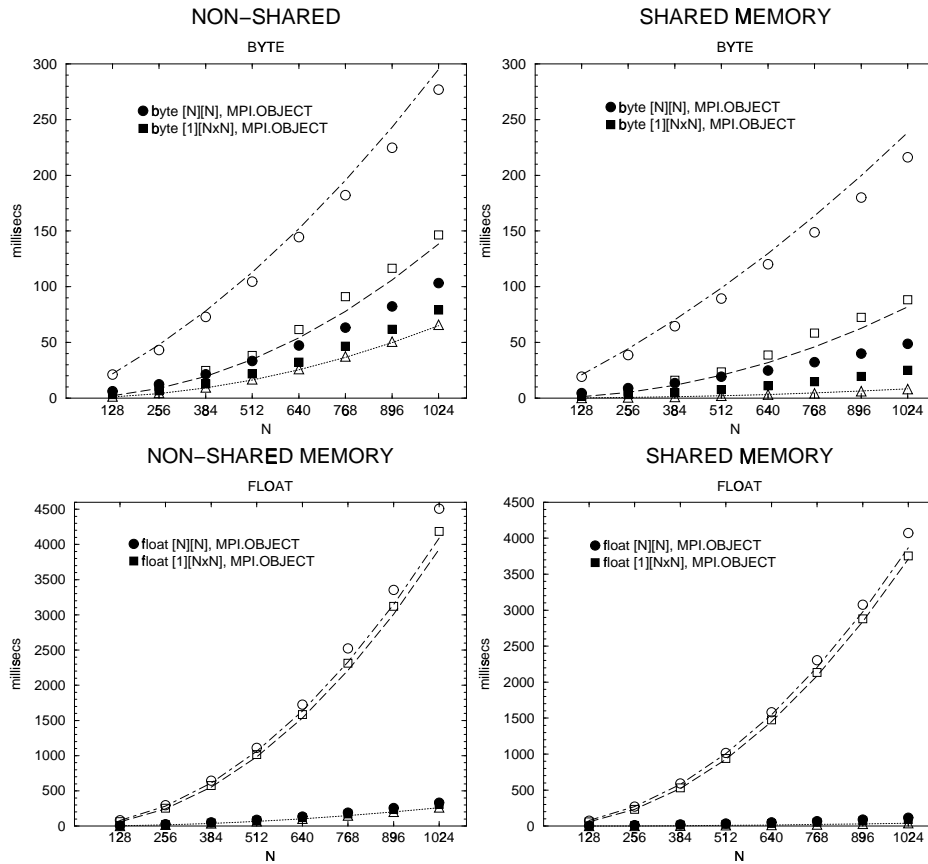 NON−SHARED
BYTE
300
250
200
150
100
50
0
millisecs
byte [N][N], MPI.OBJECT
byte [1][NxN], MPI.OBJECT
128 256 384 512 640 768 896 1024
N
SHARED MEMORY
BYTE
300
250
200
150
100
50
0
millisecs
byte [N][N], MPI.OBJECT
byte [1][NxN], MPI.OBJECT
128 256 384 512 640 768 896 1024
N
NON−SHARED MEMORY
FLOAT
4500
4000
3500
3000
2500
2000
1500
1000
500
0
millisecs
float [N][N], MPI.OBJECT
float [1][NxN], MPI.OBJECT
128 256 384 512 640 768 896 1024
N
SHARED MEMORY
FLOAT
4500
4000
3500
3000
2500
2000
1500
1000
500
0
millisecs
float [N][N], MPI.OBJECT
float [1][NxN], MPI.OBJECT
128 256 384 512 640 768 896 1024
N